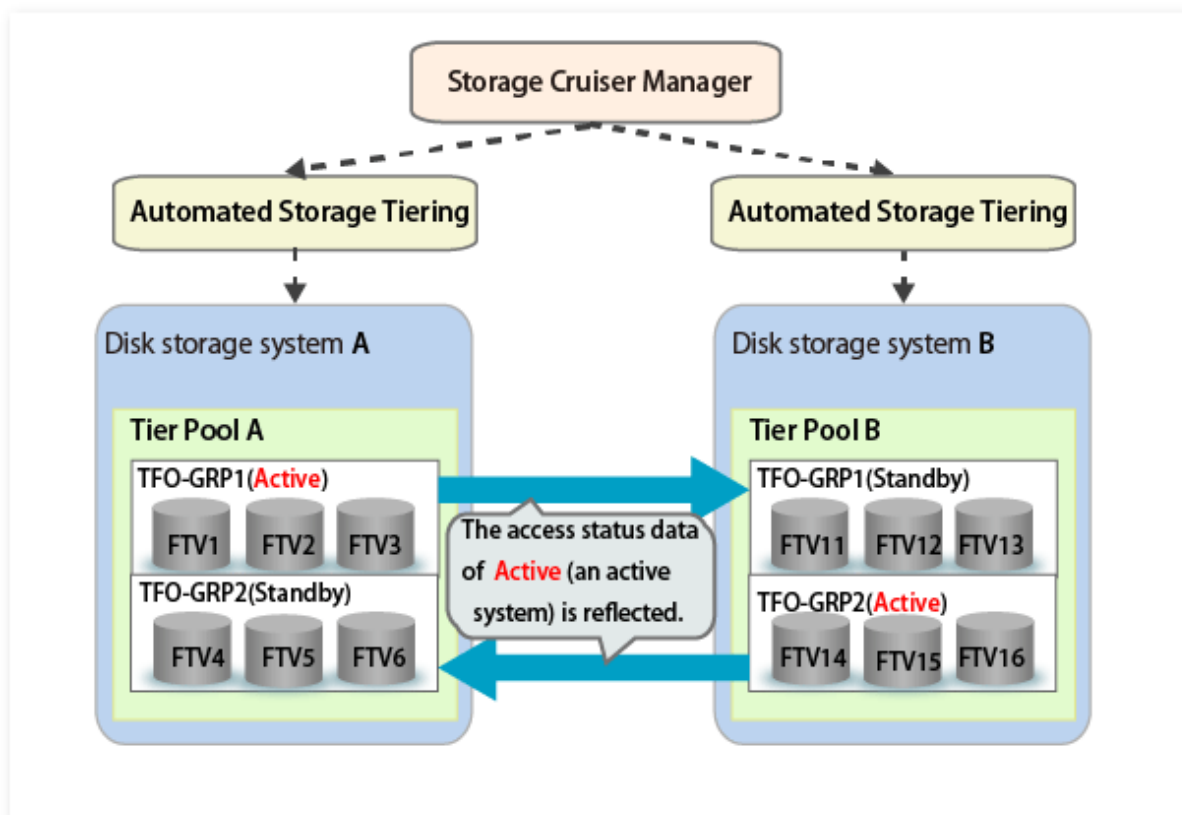 Storage Cruiser Manager
Automated Storage Tiering
Automated Storage Tiering
Disk storage system A
Disk storage system B
Tier Pool A
Tier Pool B
TFO-GRP1(Active)
FTV1 FTV2 FTV3
TFO-GRP2(Standby)
FTV4 FTV5 FTV6
The access status data
of Active (an active
system) is reflected.
TFO-GRP1(Standby)
FTV11 FTV12 FTV13
TFO-GRP2(Active)
FTV14 FTV15 FTV16